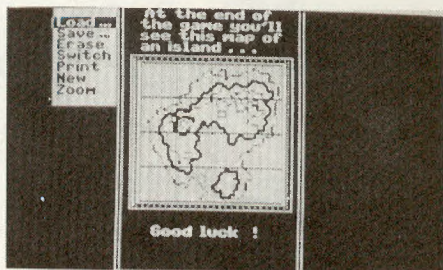 Load ...
Save ...
Erase
Switch
Print
New
Zoom
At the end of
the game you'll
see this map of
an island ...
Good luck !